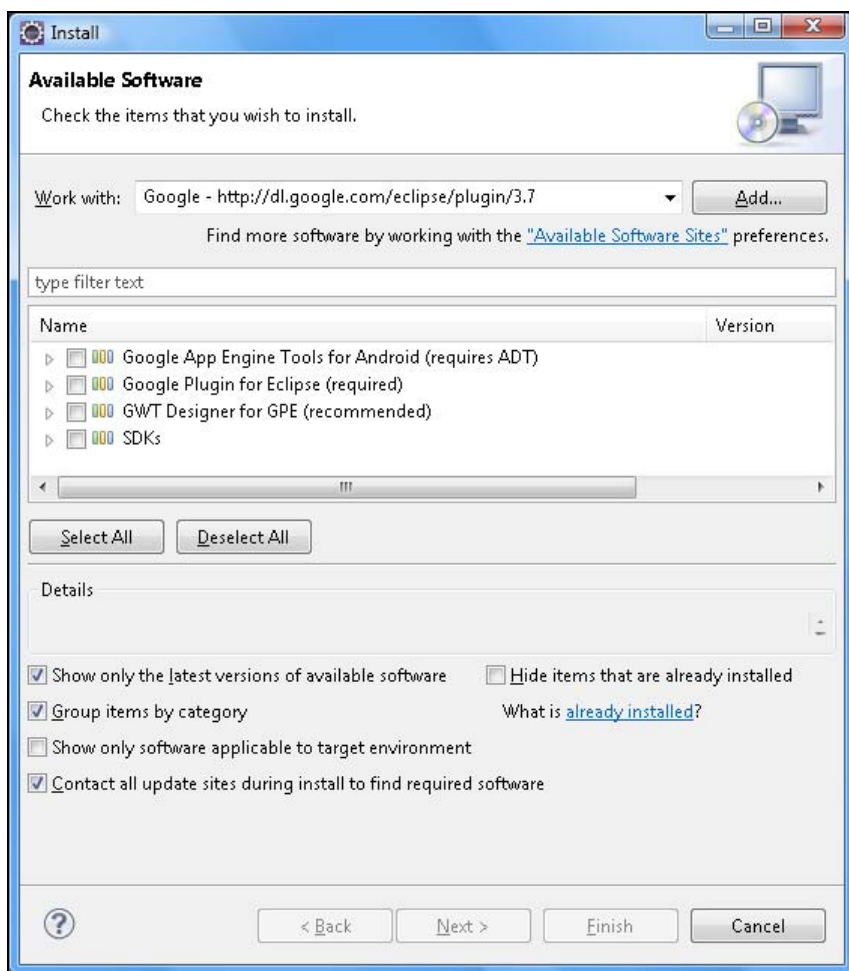 Install
Available Software
Check the items that you wish to install.
Work with: Google - http://dl.google.com/eclipse/plugin/3.7 Add...
Find more software by working with the "Available Software Sites" preferences.
type filter text
Name Version
Google App Engine Tools for Android (requires ADT)
Google Plugin for Eclipse (required)
GWT Designer for GPE (recommended)
SDKs
Select All Deselect All
Details
Show only the latest versions of available software Hide items that are already installed
Group items by category What is already installed?
Show only software applicable to target environment
Contact all update sites during install to find required software
? < Back Next > Finish Cancel